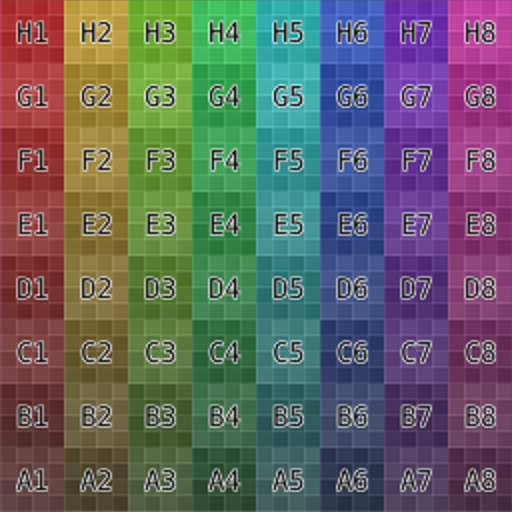 H1 H2 H3 H4 H5 H6 H7 H8
G1 G2 G3 G4 G5 G6 G7 G8
F1 F2 F3 F4 F5 F6 F7 F8
E1 E2 E3 E4 E5 E6 E7 E8
D1 D2 D3 D4 D5 D6 D7 D8
C1 C2 C3 C4 C5 C6 C7 C8
B1 B2 B3 B4 B5 B6 B7 B8
A1 A2 A3 A4 A5 A6 A7 A8